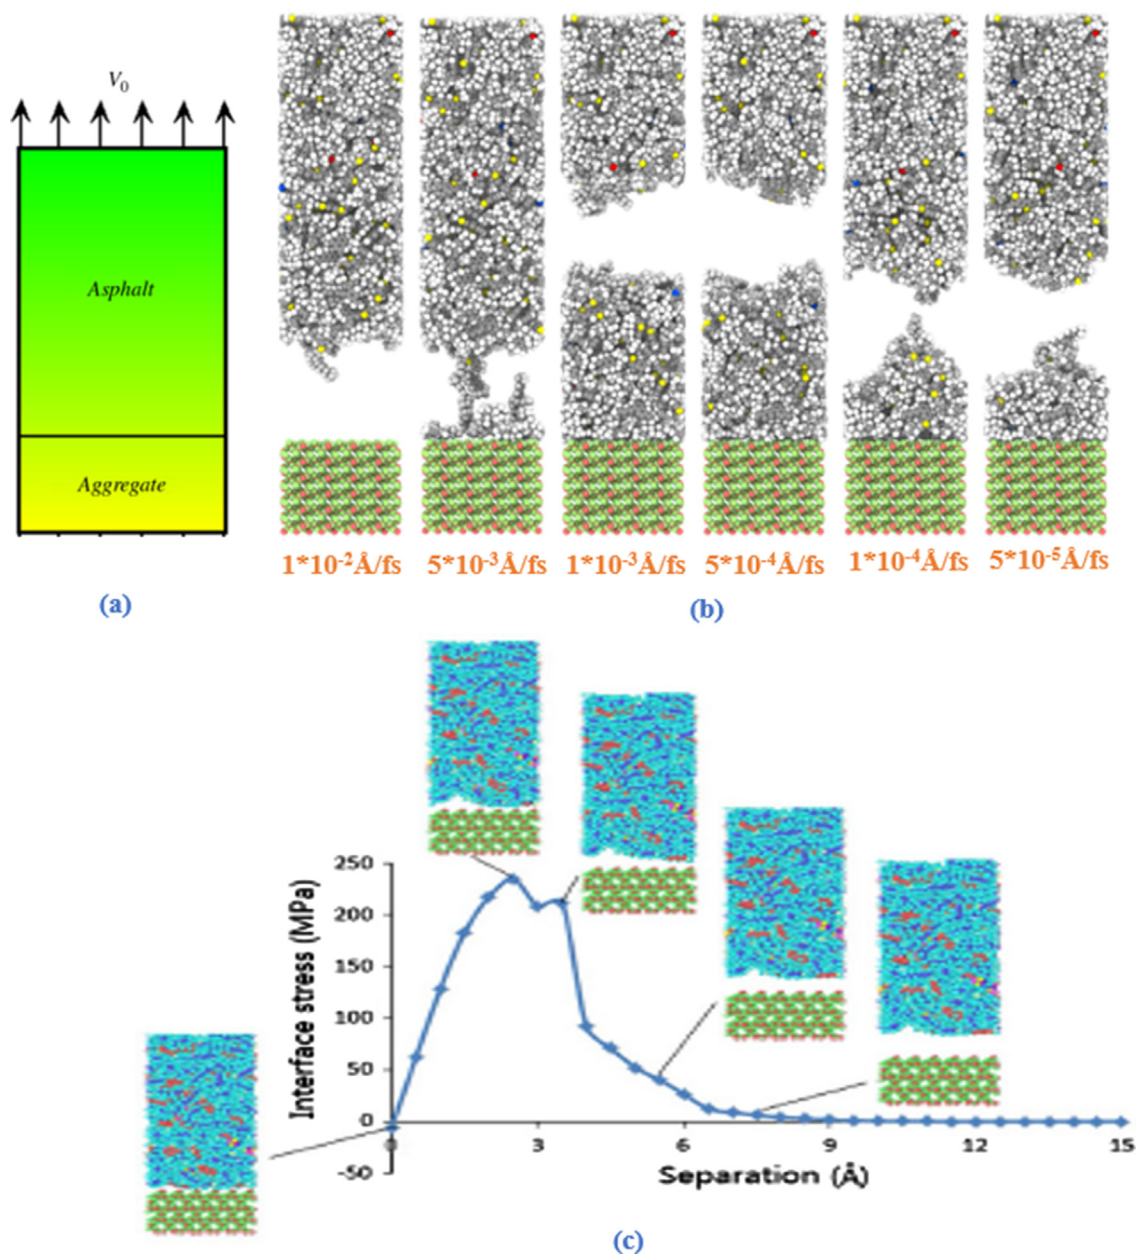 V₀
Asphalt
Aggregate
(a)
1*10⁻²Å/fs 5*10⁻³Å/fs 1*10⁻³Å/fs 5*10⁻⁴Å/fs 1*10⁻⁴Å/fs 5*10⁻⁵Å/fs
(b)
Interface stress (MPa)
250
200
150
100
50
0
-50
0 3 6 9 12 15
Separation (Å)
(c)